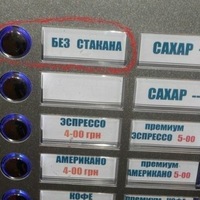 БЕЗ СТАКАНА
САХАР -
САХАР -
ЭСПРЕССО
4-00 грн
премиум
ЭСПРЕССО 5-00
АМЕРИКАНО
4-00 грн
премиум
АМЕРИКАНО 5-00
КОФЕ